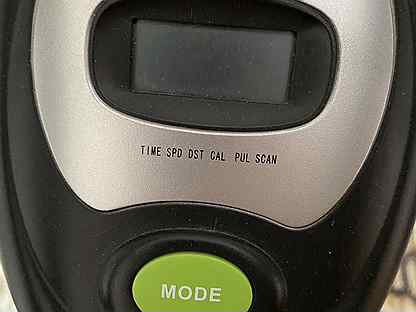 TIME SPD DST CAL PUL SCAN
MODE